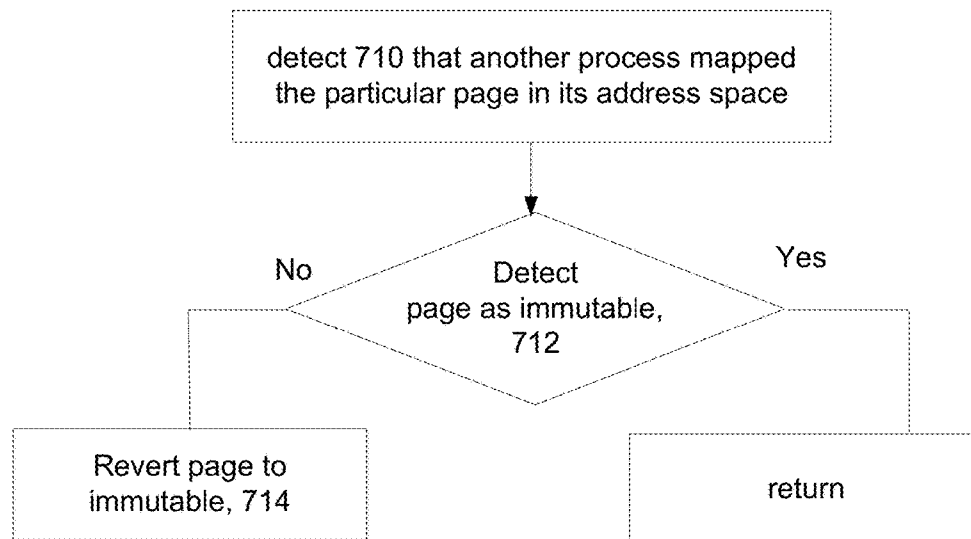 detect 710 that another process mapped
the particular page in its address space
No
Yes
Detect
page as immutable,
712
Revert page to
immutable, 714
return